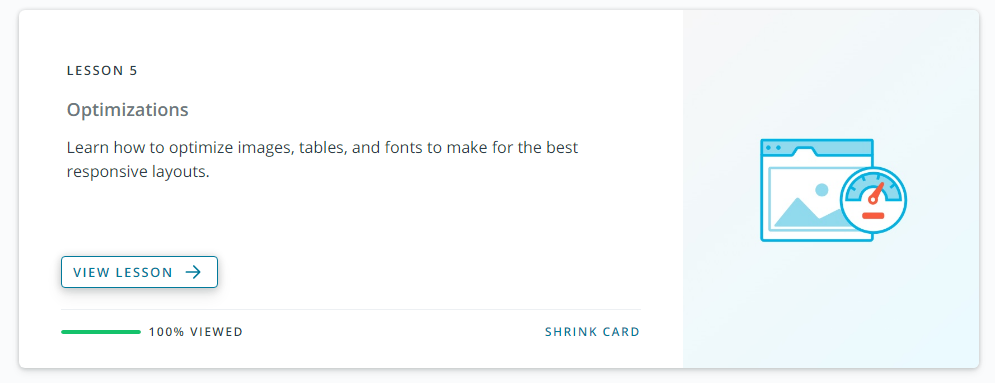 LESSON 5
Optimizations
Learn how to optimize images, tables, and fonts to make for the best
responsive layouts.
VIEW LESSON
100% VIEWED
SHRINK CARD